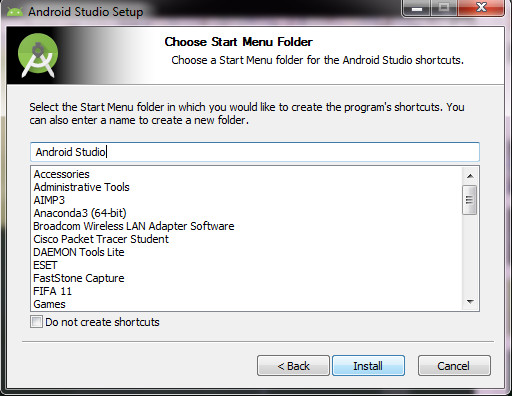 Android Studio Setup
Choose Start Menu Folder
Choose a Start Menu folder for the Android Studio shortcuts.
Select the Start Menu folder in which you would like to create the program's shortcuts. You
can also enter a name to create a new folder.
Android Studio
Accessories
Administrative Tools
AIMP3
Anaconda3 (64-bit)
Broadcom Wireless LAN Adapter Software
Cisco Packet Tracer Student
DAEMON Tools Lite
ESET
FastStone Capture
FIFA 11
Games
Do not create shortcuts
< Back
Install
Cancel